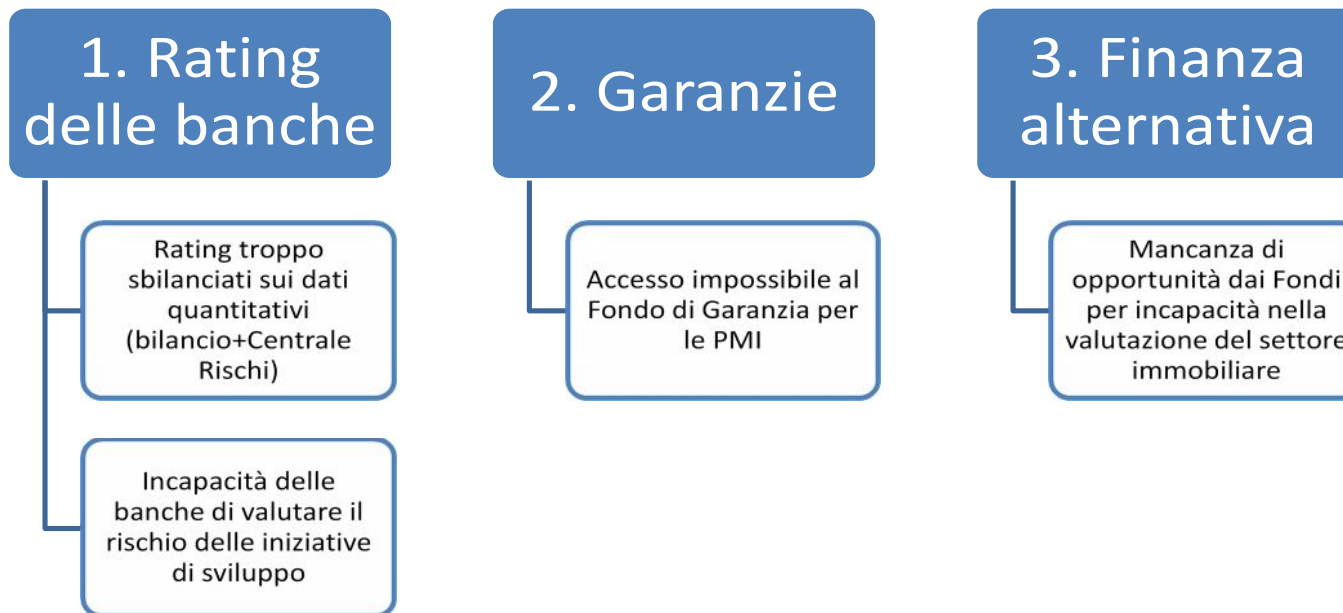 1. Rating
delle banche
Rating troppo
sbilanciati sui dati
quantitativi
(bilancio+Centrale
Rischi)
Incapacità delle
banche di valutare il
rischio delle iniziative
di sviluppo
2. Garanzie
Accesso impossibile al
Fondo di Garanzia per
le PMI
3. Finanza
alternativa
Mancanza di
opportunità dai Fondi
per incapacità nella
valutazione del settore
immobiliare